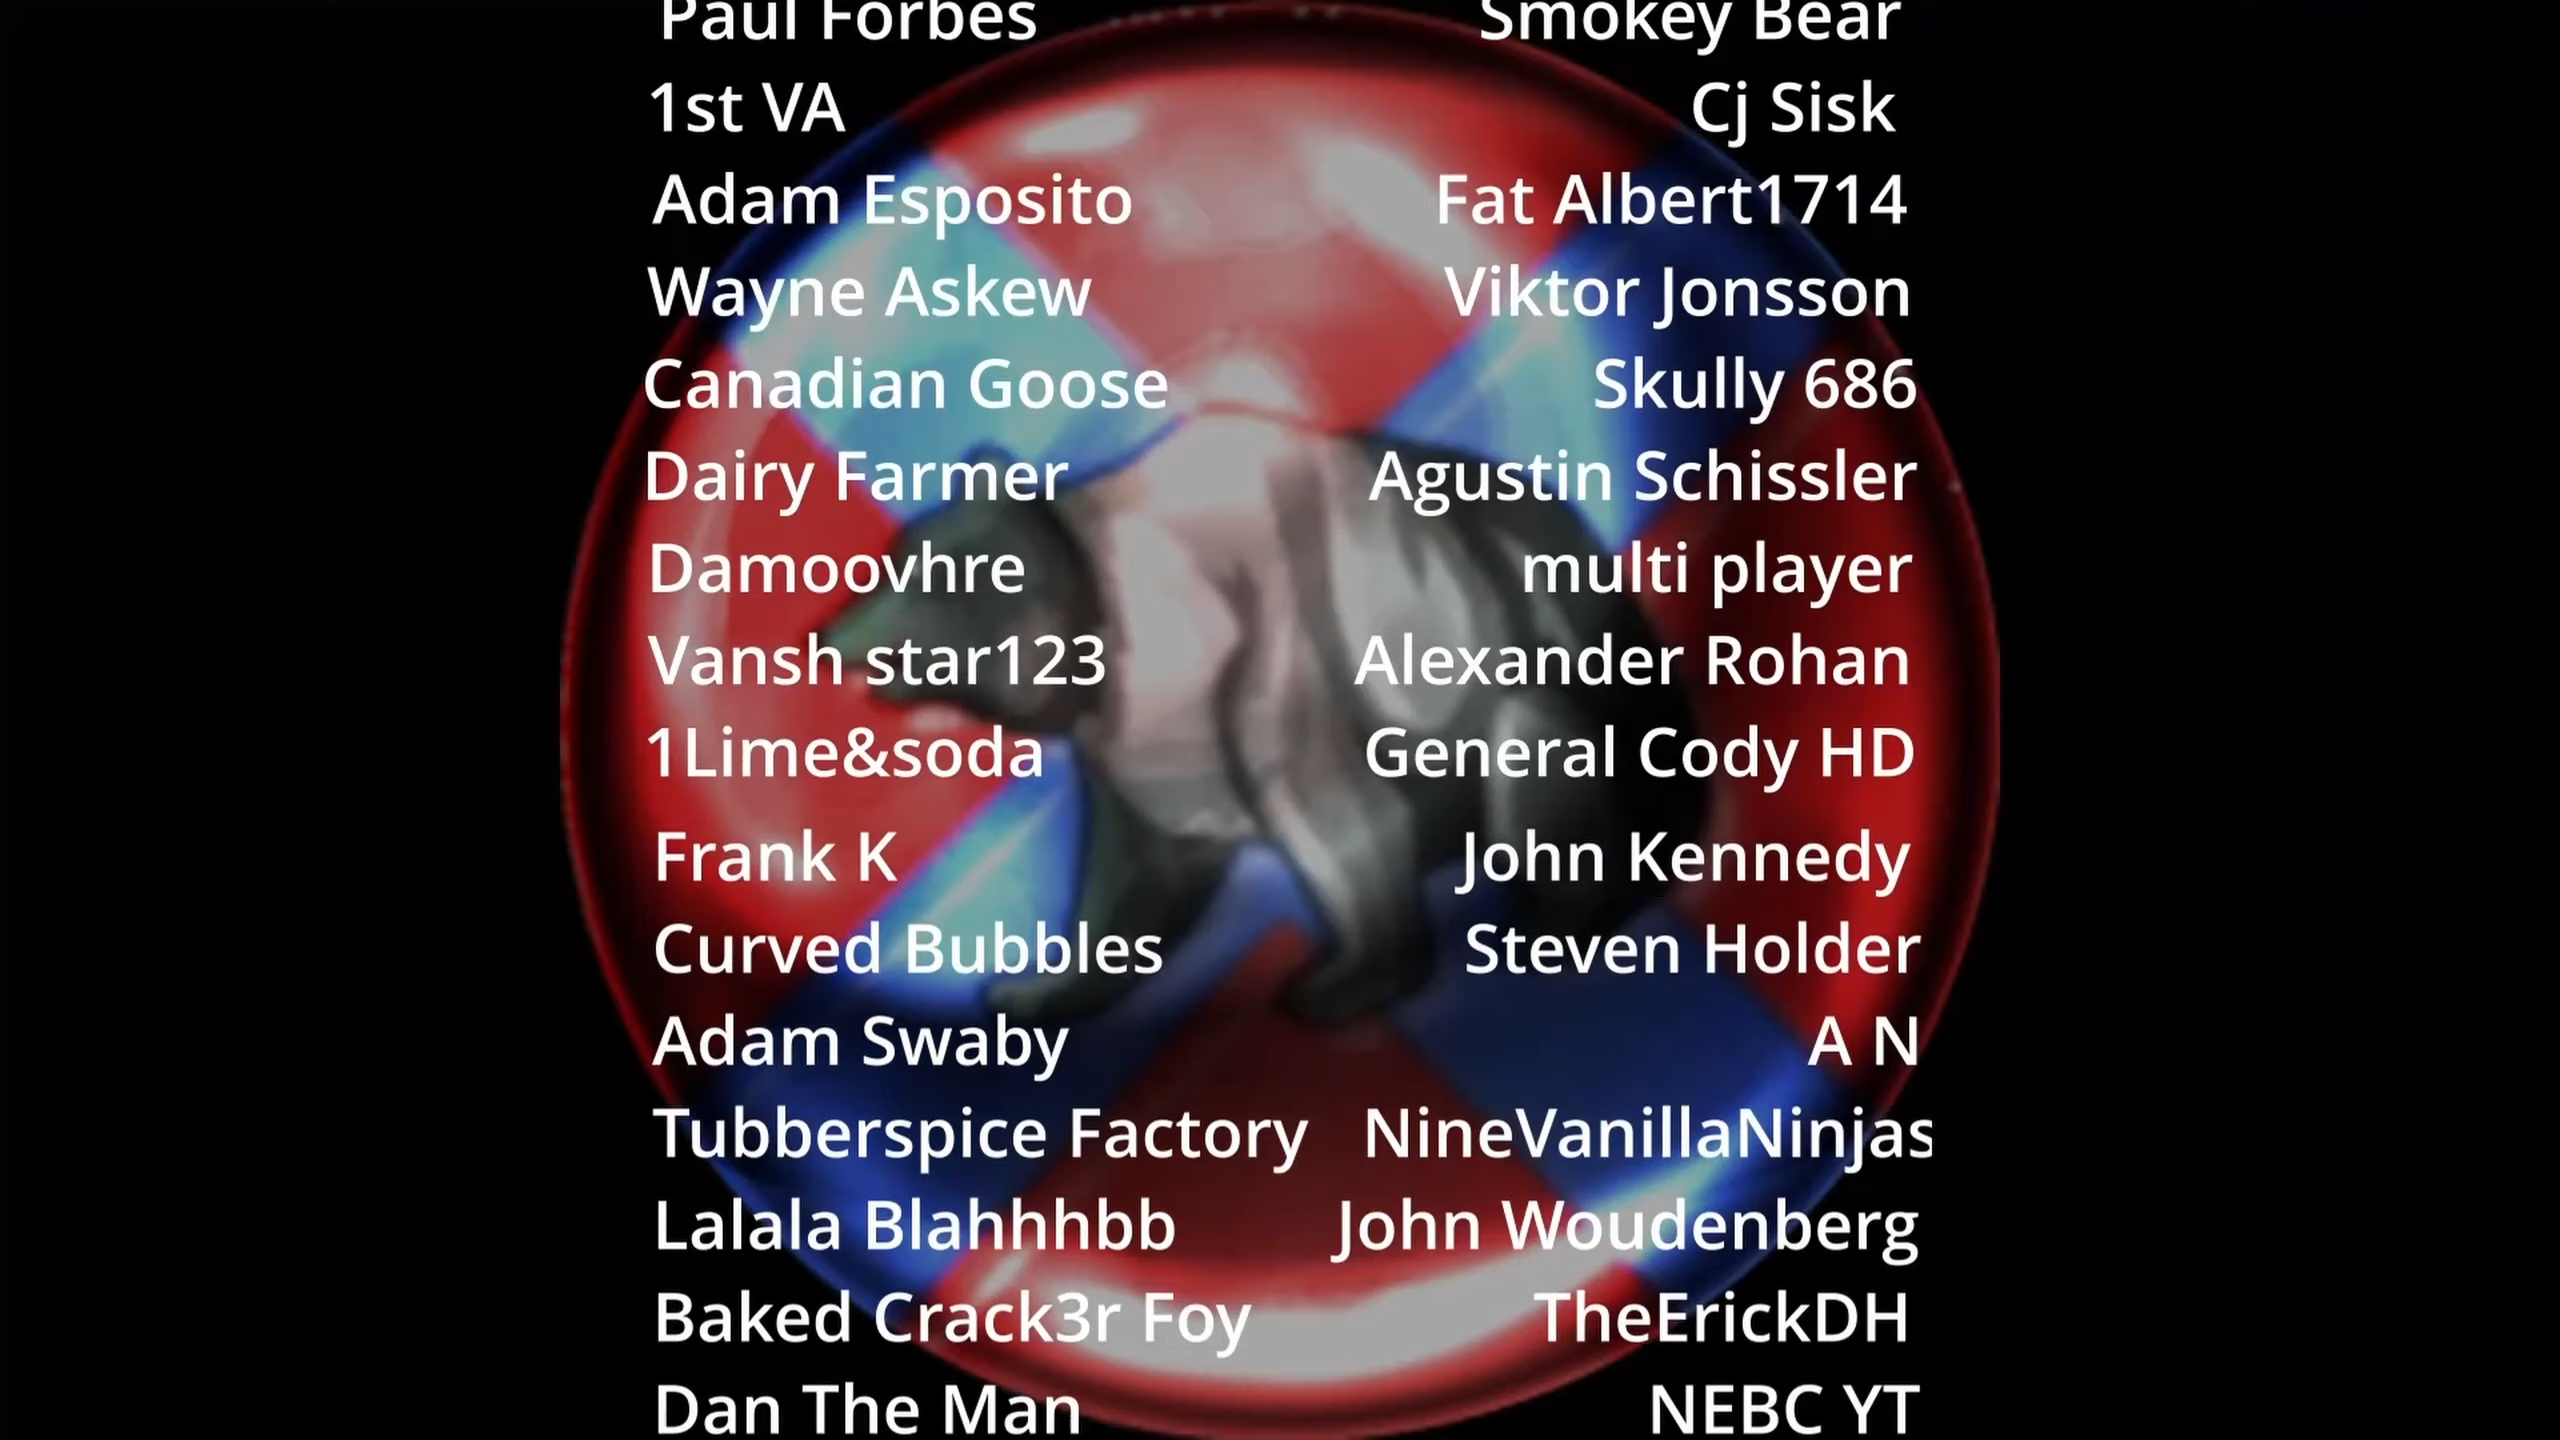 Paul Forbes Smokey Bear
1st VA Cj Sisk
Adam Esposito Fat Albert1714
Wayne Askew Viktor Jonsson
Canadian Goose Skully 686
Dairy Farmer Agustin Schissler
Damoovhre multi player
Vansh star123 Alexander Rohan
1Lime&soda General Cody HD
Frank K John Kennedy
Curved Bubbles Steven Holder
Adam Swaby A N
Tubberspice Factory NineVanillaNinjas
Lalala Blahhhbb John Woudenberg
Baked Crack3r Foy TheErickDH
Dan The Man NEBC YT